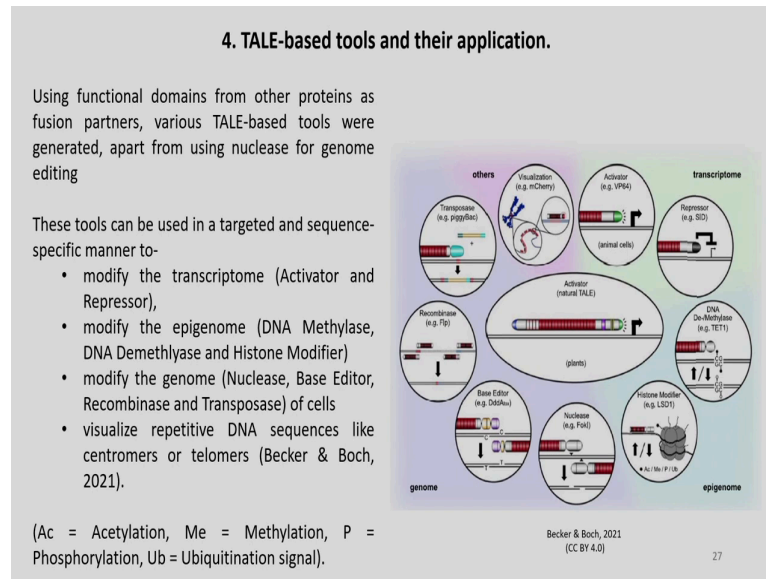 4. TALE-based tools and their application.
Using functional domains from other proteins as
fusion partners, various TALE-based tools were
generated, apart from using nuclease for genome
editing
These tools can be used in a targeted and sequence-
specific manner to-
• modify the transcriptome (Activator and
Repressor),
• modify the epigenome (DNA Methylase,
DNA Demethlyase and Histone Modifier)
• modify the genome (Nuclease, Base Editor,
Recombinase and Transposase) of cells
• visualize repetitive DNA sequences like
centromers or telomers (Becker & Boch,
2021).
(Ac = Acetylation, Me = Methylation, P =
Phosphorylation, Ub = Ubiquitination signal).
others
transcriptome
Visualization
(e.g. mCherry)
Activator
(e.g. VP64)
(animal cells)
Transposase
(e.g. piggyBac)
+
Repressor
(e.g. SID)
Activator
(natural TALE)
(plants)
Recombinase
(e.g. Flp)
DNA
De-/Methylase
(e.g. TET1)
Base Editor
(e.g. DddAtox)
C
C
T
T
Nuclease
(e.g. FokI)
Histone Modifier
(e.g. LSD1)
Ac / Me / P / Ub
genome
epigenome
Becker & Boch, 2021
(CC BY 4.0)
27